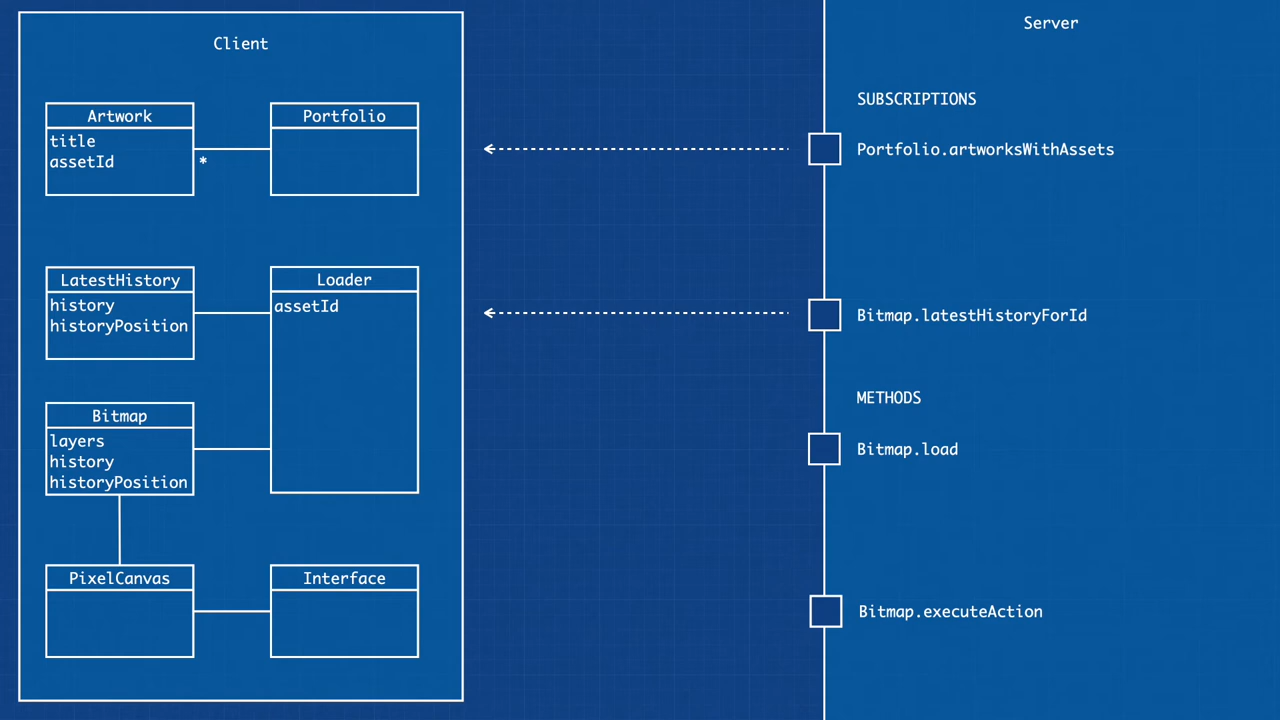 Client
Artwork
title
assetId
*
Portfolio
LatestHistory
history
historyPosition
Loader
assetId
Bitmap
layers
history
historyPosition
PixelCanvas
Interface
Server
SUBSCRIPTIONS
Portfolio.artworksWithAssets
Bitmap.latestHistoryForId
METHODS
Bitmap.load
Bitmap.executeAction